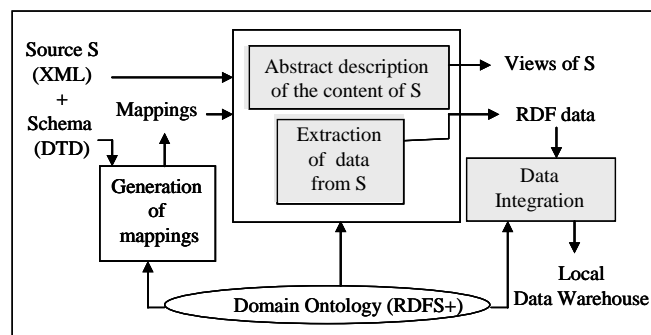 Source S
(XML)
+
Schema
(DTD)
Mappings
Generation
of
mappings
Abstract description
of the content of S
Extraction
of data
from S
Views of S
RDF data
Data
Integration
Local
Data Warehouse
Domain Ontology (RDFS+)